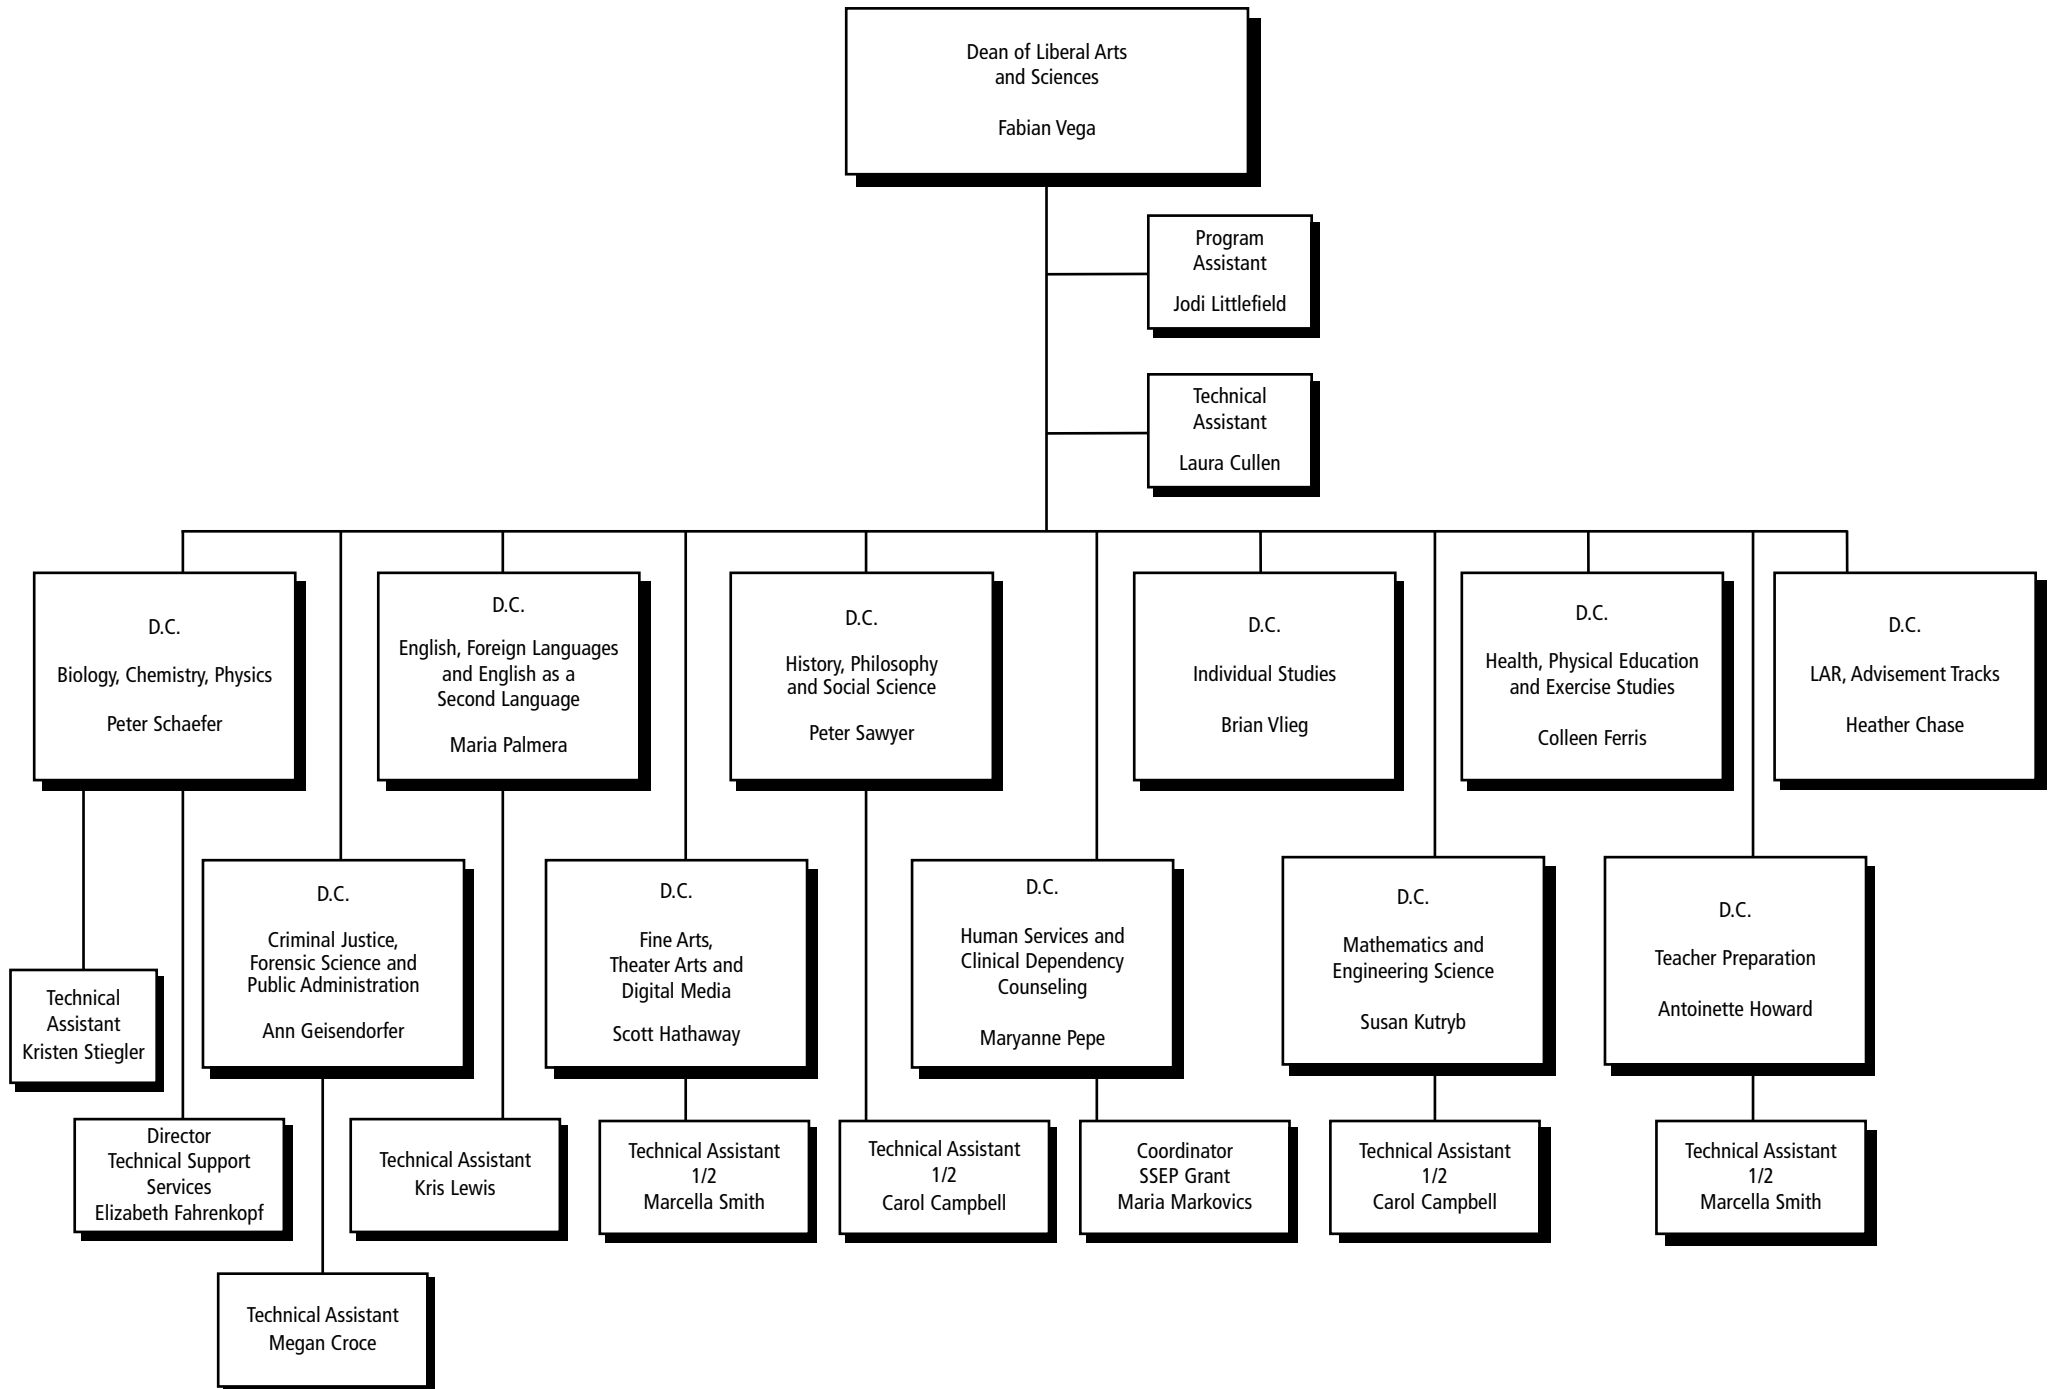 Dean of Liberal Arts
and Sciences
Fabian Vega
Program
Assistant
Jodi Littlefield
Technical
Assistant
Laura Cullen
D.C.
Biology, Chemistry, Physics
Peter Schaefer
D.C.
English, Foreign Languages
and English as a
Second Language
Maria Palmera
D.C.
History, Philosophy
and Social Science
Peter Sawyer
D.C.
Individual Studies
Brian Vlieg
D.C.
Health, Physical Education
and Exercise Studies
Colleen Ferris
D.C.
LAR, Advisement Tracks
Heather Chase
D.C.
Criminal Justice,
Forensic Science and
Public Administration
Ann Geisendorfer
D.C.
Fine Arts,
Theater Arts and
Digital Media
Scott Hathaway
D.C.
Human Services and
Clinical Dependency
Counseling
Maryanne Pepe
D.C.
Mathematics and
Engineering Science
Susan Kutryb
D.C.
Teacher Preparation
Antoinette Howard
Technical
Assistant
Kristen Stiegler
Director
Technical Support
Services
Elizabeth Fahrenkopf
Technical Assistant
Kris Lewis
Technical Assistant
1/2
Marcella Smith
Technical Assistant
1/2
Carol Campbell
Coordinator
SSEP Grant
Maria Markovics
Technical Assistant
1/2
Carol Campbell
Technical Assistant
1/2
Marcella Smith
Technical Assistant
Megan Croce